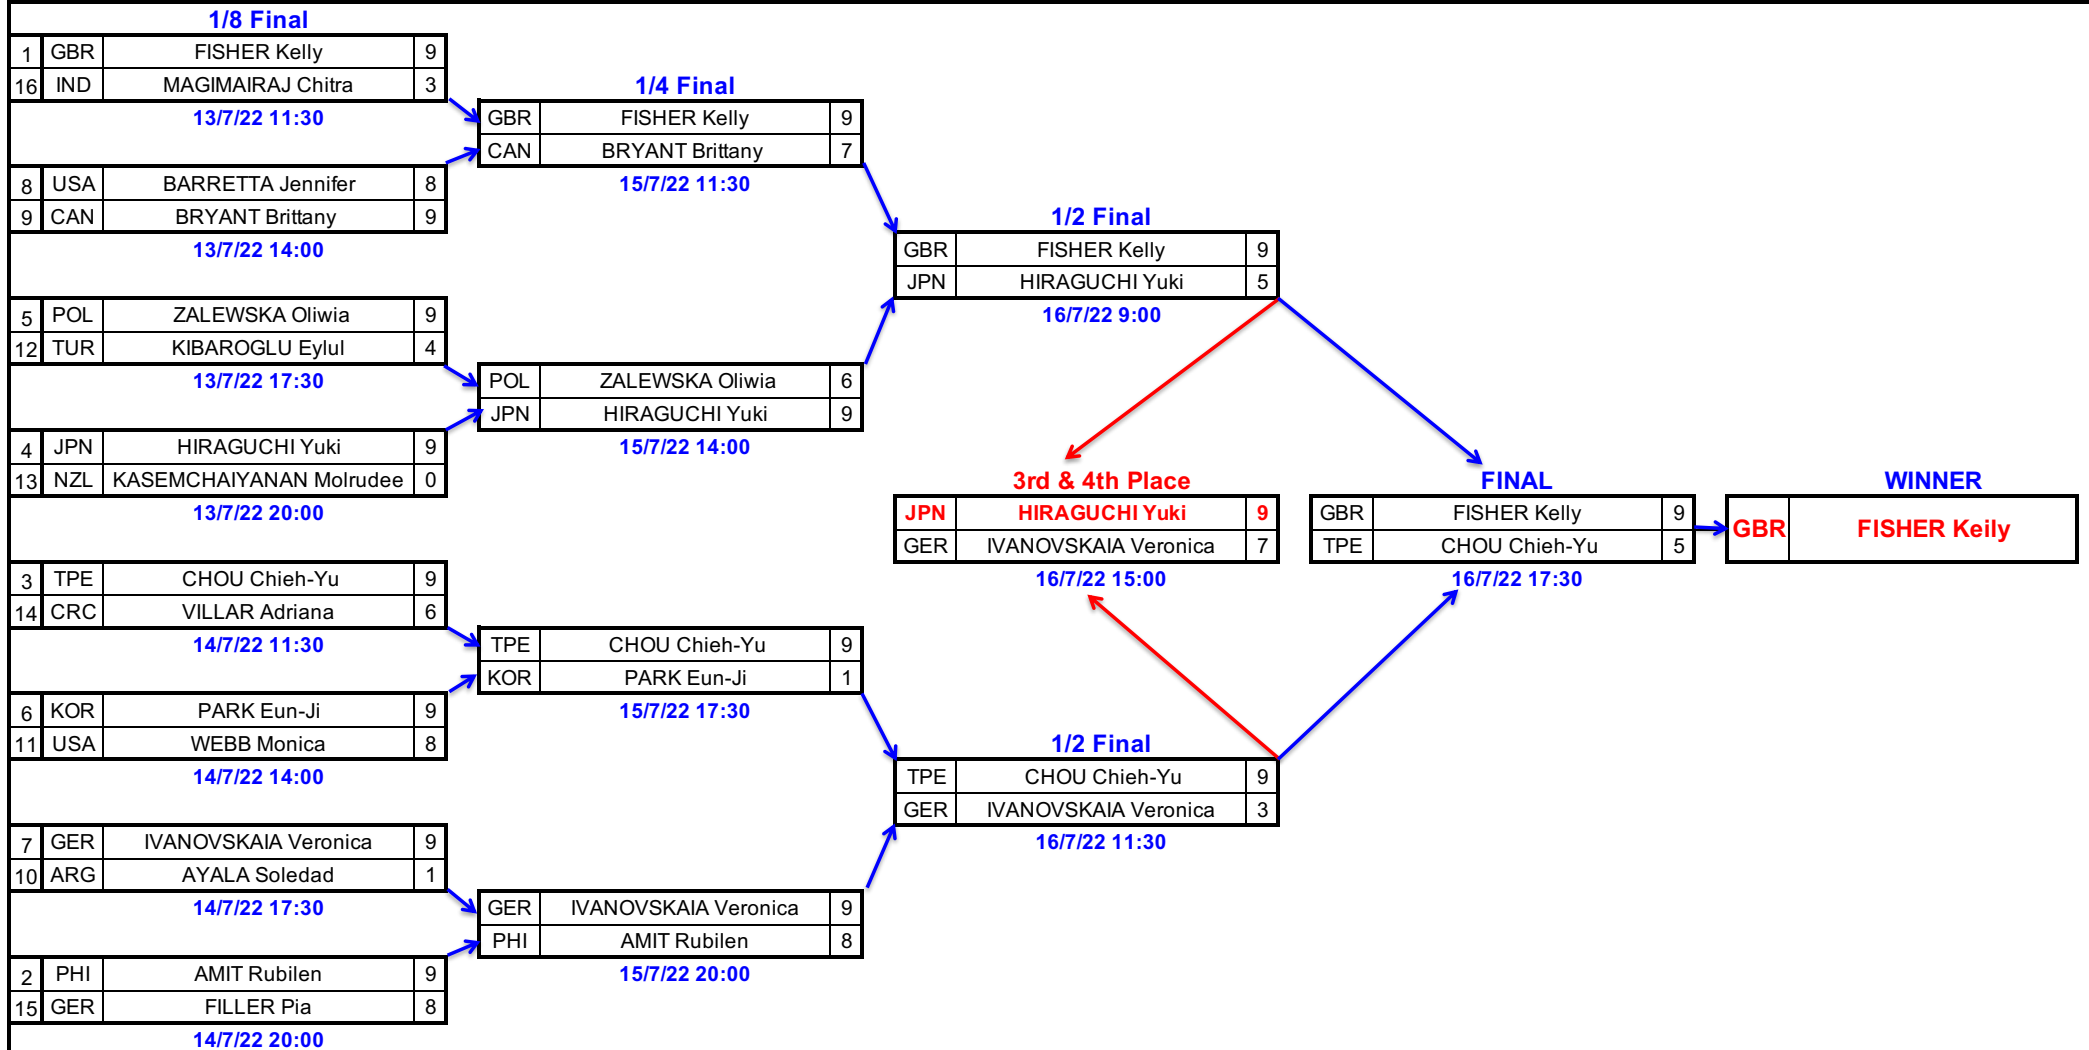 1/8 Final
1 GBR FISHER Kelly 9
16 IND MAGIMAIRAJ Chitra 3
13/7/22 11:30
8 USA BARRETTA Jennifer 8
9 CAN BRYANT Brittany 9
13/7/22 14:00
5 POL ZALEWSKA Oliwia 9
12 TUR KIBAROGLU Eylul 4
13/7/22 17:30
4 JPN HIRAGUCHI Yuki 9
13 NZL KASEMCHAIYANAN Molrudee 0
13/7/22 20:00
3 TPE CHOU Chieh-Yu 9
14 CRC VILLAR Adriana 6
14/7/22 11:30
6 KOR PARK Eun-Ji 9
11 USA WEBB Monica 8
14/7/22 14:00
7 GER IVANOVSKAIA Veronica 9
10 ARG AYALA Soledad 1
14/7/22 17:30
2 PHI AMIT Rubilen 9
15 GER FILLER Pia 8
14/7/22 20:00
1/4 Final
GBR FISHER Kelly 9
CAN BRYANT Brittany 7
15/7/22 11:30
POL ZALEWSKA Oliwia 6
JPN HIRAGUCHI Yuki 9
15/7/22 14:00
TPE CHOU Chieh-Yu 9
KOR PARK Eun-Ji 1
15/7/22 17:30
GER IVANOVSKAIA Veronica 9
PHI AMIT Rubilen 8
15/7/22 20:00
1/2 Final
GBR FISHER Kelly 9
JPN HIRAGUCHI Yuki 5
16/7/22 9:00
3rd & 4th Place
JPN HIRAGUCHI Yuki 9
GER IVANOVSKAIA Veronica 7
16/7/22 15:00
1/2 Final
TPE CHOU Chieh-Yu 9
GER IVANOVSKAIA Veronica 3
16/7/22 11:30
FINAL
GBR FISHER Kelly 9
TPE CHOU Chieh-Yu 5
16/7/22 17:30
WINNER
GBR FISHER Keily